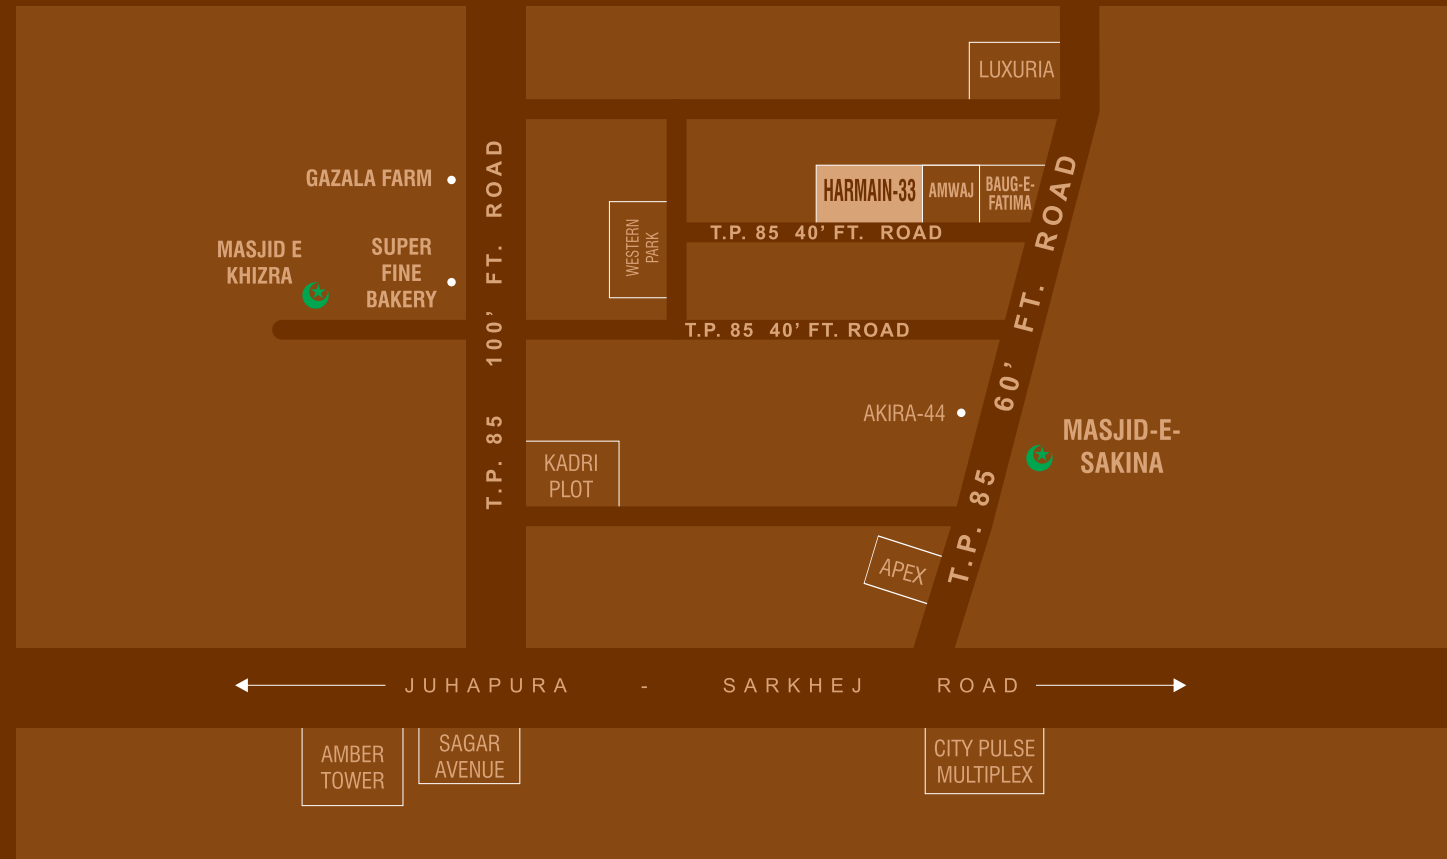 LUXURIA
GAZALA FARM
HARMAIN-33
AMWAJ
BAUG-E-
FATIMA
T.P. 85 40' FT. ROAD
WESTERN
PARK
MASJID E
KHIZRA
SUPER
FINE
BAKERY
T.P. 85 100' FT. ROAD
T.P. 85 40' FT. ROAD
T.P. 85 60' FT. ROAD
AKIRA-44
MASJID-E-
SAKINA
KADRI
PLOT
APEX
JUHAPURA - SARKHEJ ROAD
AMBER
TOWER
SAGAR
AVENUE
CITY PULSE
MULTIPLEX